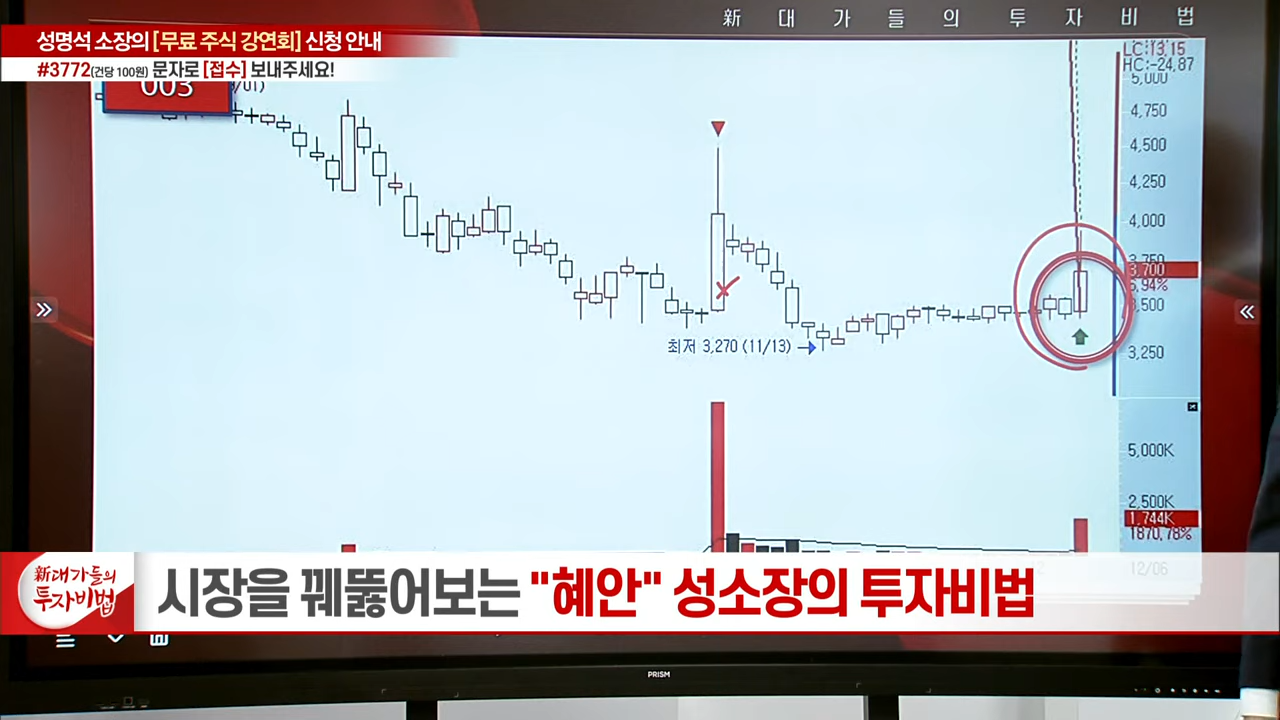 新 대 가 들 의 투 자 비 법
성명석 소장의 [무료 주식 강연회] 신청 안내
#3772(건당 100원) 문자로 [접수] 보내주세요!
003
/01)
LC:13.15
HC:-24.87
5,000
4,750
4,500
4,250
4,000
3,750
3,700
5.94%
3,500
3,250
최저 3,270 (11/13)
5,000K
2,500K
1,744K
1870.78%
12/06
新대가들의
투자비법
시장을 꿰뚫어보는 "혜안" 성소장의 투자비법
PRISM